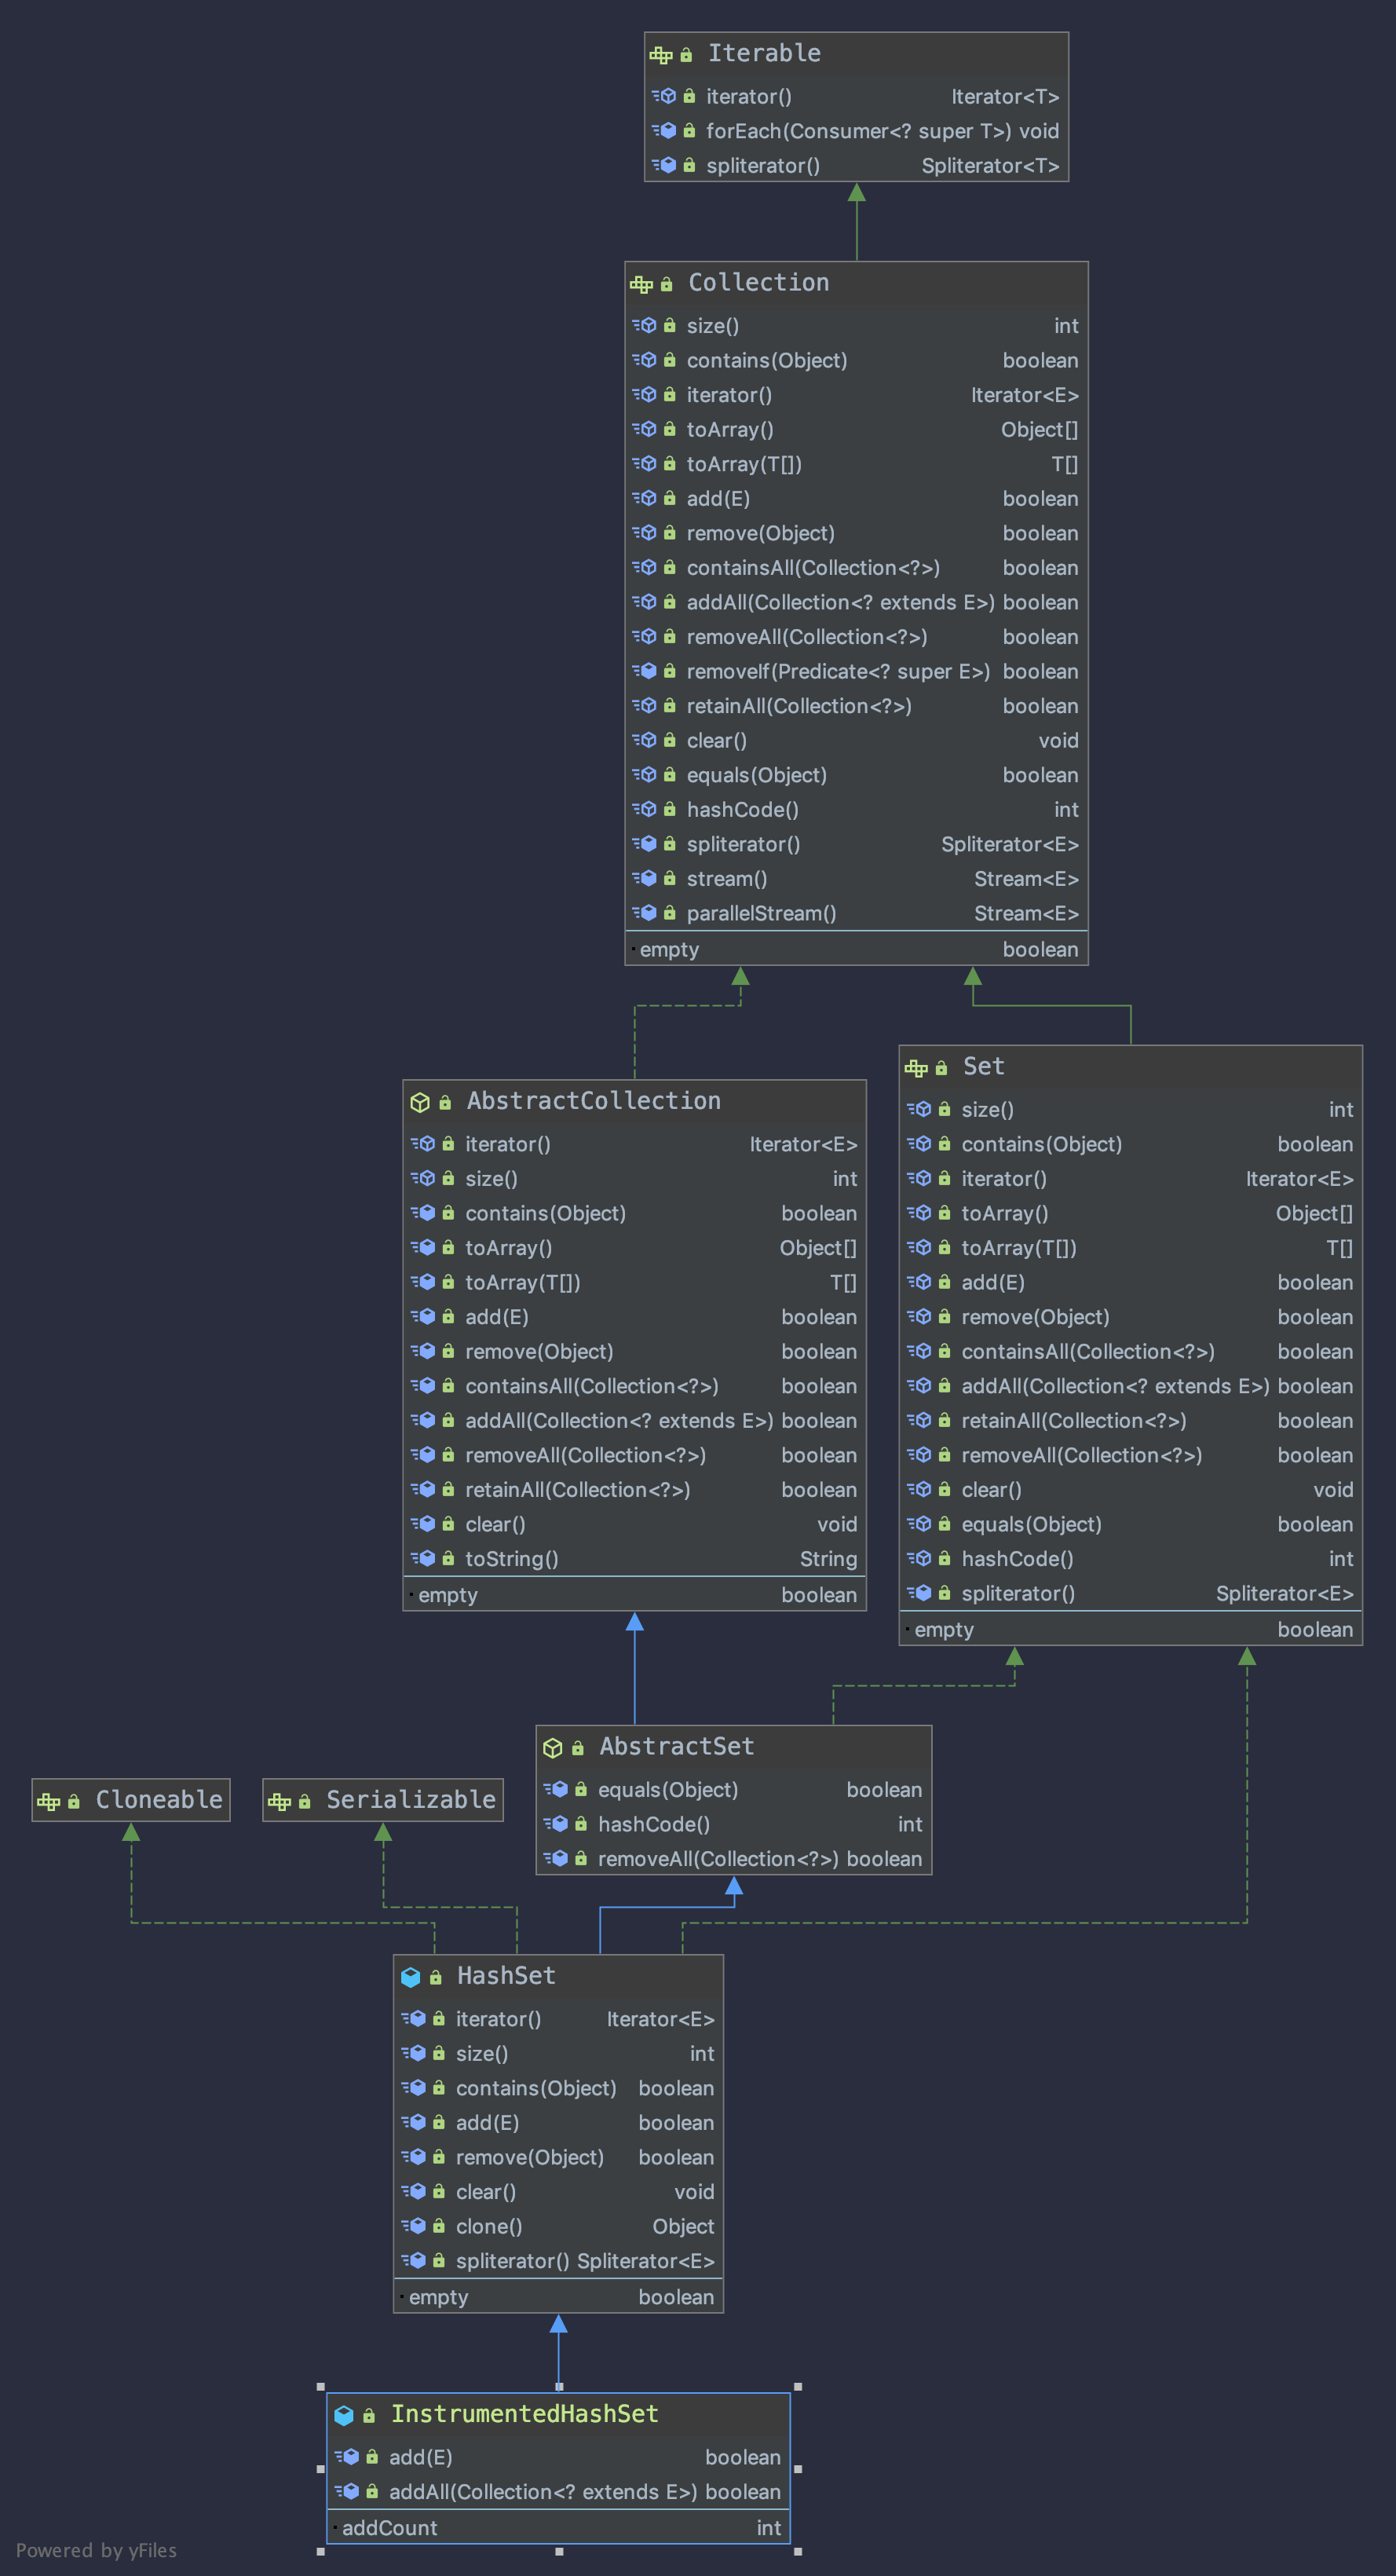 Iterable
iterator() Iterator<T>
forEach(Consumer<? super T>) void
spliterator() Spliterator<T>
Collection
size() int
contains(Object) boolean
iterator() Iterator<E>
toArray() Object[]
toArray(T[]) T[]
add(E) boolean
remove(Object) boolean
containsAll(Collection<?>) boolean
addAll(Collection<? extends E>) boolean
removeAll(Collection<?>) boolean
removeIf(Predicate<? super E>) boolean
retainAll(Collection<?>) boolean
clear() void
equals(Object) boolean
hashCode() int
spliterator() Spliterator<E>
stream() Stream<E>
parallelStream() Stream<E>
empty boolean
AbstractCollection
iterator() Iterator<E>
size() int
contains(Object) boolean
toArray() Object[]
toArray(T[]) T[]
add(E) boolean
remove(Object) boolean
containsAll(Collection<?>) boolean
addAll(Collection<? extends E>) boolean
removeAll(Collection<?>) boolean
retainAll(Collection<?>) boolean
clear() void
toString() String
empty boolean
Set
size() int
contains(Object) boolean
iterator() Iterator<E>
toArray() Object[]
toArray(T[]) T[]
add(E) boolean
remove(Object) boolean
containsAll(Collection<?>) boolean
addAll(Collection<? extends E>) boolean
retainAll(Collection<?>) boolean
removeAll(Collection<?>) boolean
clear() void
equals(Object) boolean
hashCode() int
spliterator() Spliterator<E>
empty boolean
Cloneable
Serializable
AbstractSet
equals(Object) boolean
hashCode() int
removeAll(Collection<?>) boolean
HashSet
iterator() Iterator<E>
size() int
contains(Object) boolean
add(E) boolean
remove(Object) boolean
clear() void
clone() Object
spliterator() Spliterator<E>
empty boolean
InstrumentedHashSet
add(E) boolean
addAll(Collection<? extends E>) boolean
addCount int
Powered by yFiles